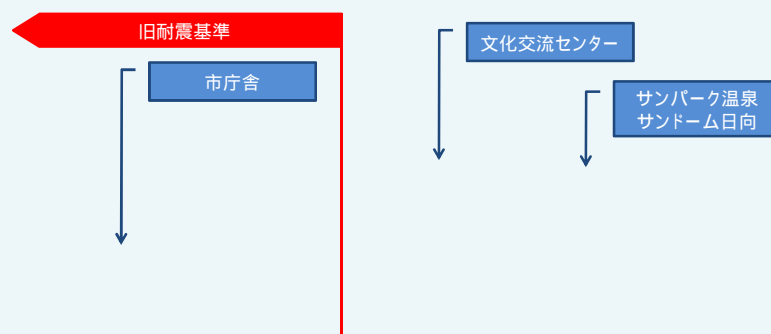 旧耐震基準
市庁舎
文化交流センター
サンパーク温泉
サンドーム日向